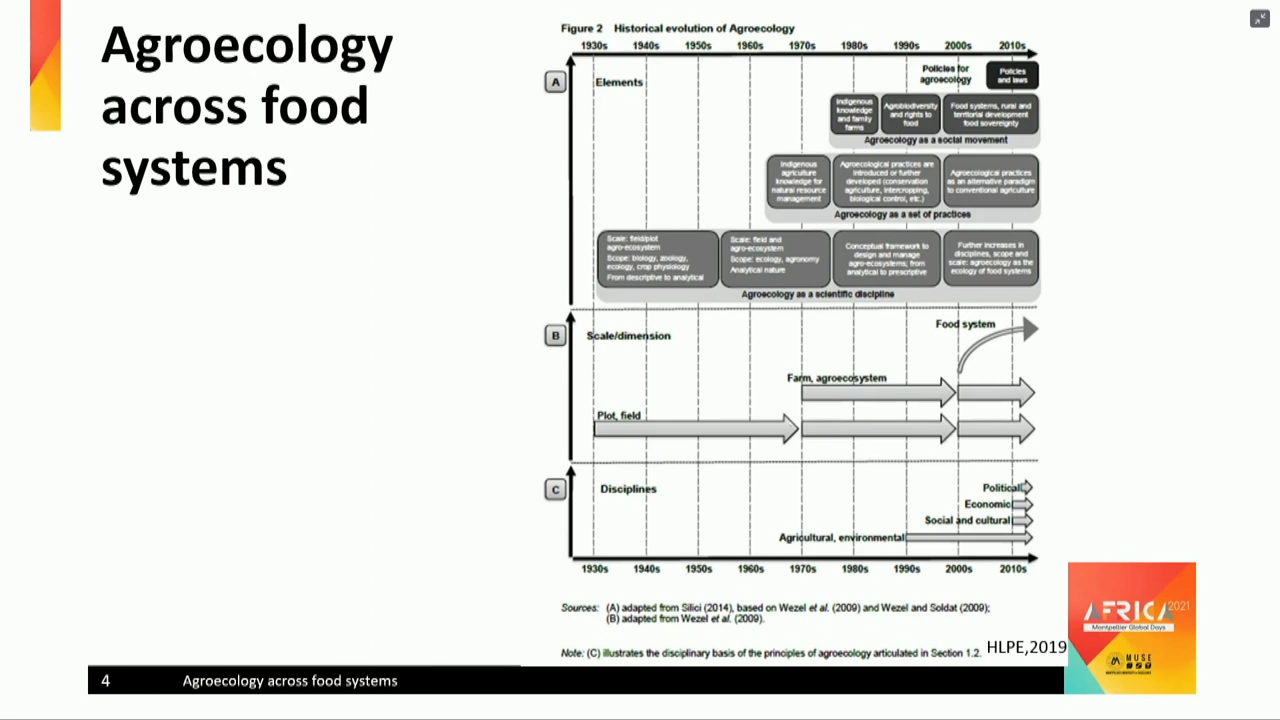 Agroecology
across food
systems
Figure 2 Historical evolution of Agroecology
1930s 1940s 1950s 1960s 1970s 1980s 1990s 2000s 2010s
A
Elements
Policies for
agroecology
Policies
and laws
Indigenous
knowledge
and family
farms
Agrobiodiversity
and rights to
food
Food systems, rural and
territorial development
food sovereignty
Agroecology as a social movement
Indigenous
agriculture
knowledge for
natural resource
management
Agroecological practices are
introduced or further
developed (conservation
agriculture, intercropping,
biological control, etc.)
Agroecological practices
as an alternative paradigm
to conventional agriculture
Agroecology as a set of practices
Scale: field/plot
agro-ecosystem
Scope: biology, zoology,
ecology, crop physiology
From descriptive to analytical
Scale: field and
agro-ecosystem
Scope: ecology, agronomy
Analytical nature
Conceptual framework to
design and manage
agro-ecosystems; from
analytical to prescriptive
Further increases in
disciplines, scope and
scale: agroecology as the
ecology of food systems
Agroecology as a scientific discipline
B
Scale/dimension
Food system
Farm, agroecosystem
Plot, field
C
Disciplines
Political
Economic
Social and cultural
Agricultural, environmental
1930s 1940s 1950s 1960s 1970s 1980s 1990s 2000s 2010s
Sources: (A) adapted from Silici (2014), based on Wezel et al. (2009) and Wezel and Soldat (2009);
(B) adapted from Wezel et al. (2009).
Note: (C) illustrates the disciplinary basis of the principles of agroecology articulated in Section 1.2.
HLPE,2019
4 Agroecology across food systems
AFRICA 2021
Montpellier Global Days
MUSE